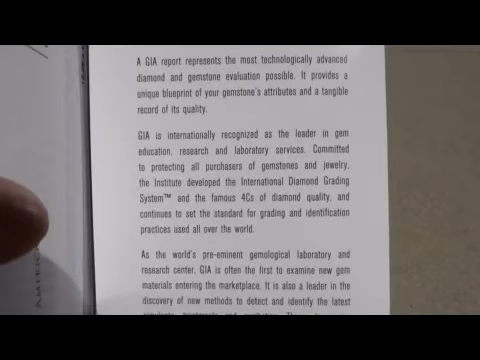 A GIA report represents the most technologically advanced
diamond and gemstone evaluation possible. It provides a
unique blueprint of your gemstone's attributes and a tangible
record of its quality.
GIA is internationally recognized as the leader in gem
education, research and laboratory services. Committed
to protecting all purchasers of gemstones and jewelry,
the Institute developed the International Diamond Grading
System™ and the famous 4Cs of diamond quality, and
continues to set the standard for grading and identification
practices used all over the world.
As the world's pre-eminent gemological laboratory and
research center, GIA is often the first to examine new gem
materials entering the marketplace. It is also a leader in the
discovery of new methods to detect and identify the latest